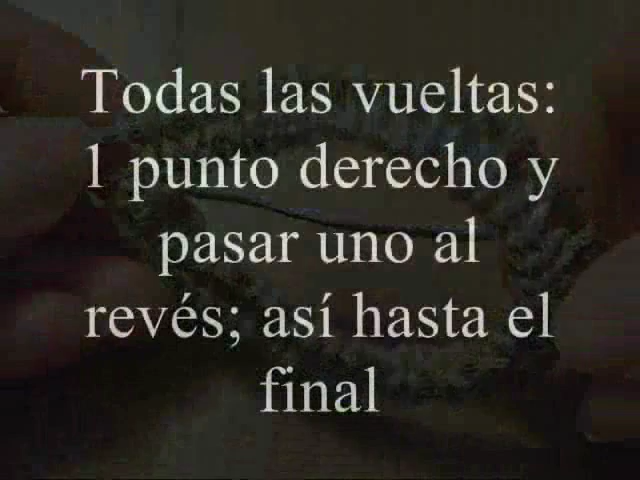 Todas las vueltas:
1 punto derecho y
pasar uno al
revés; así hasta el
final